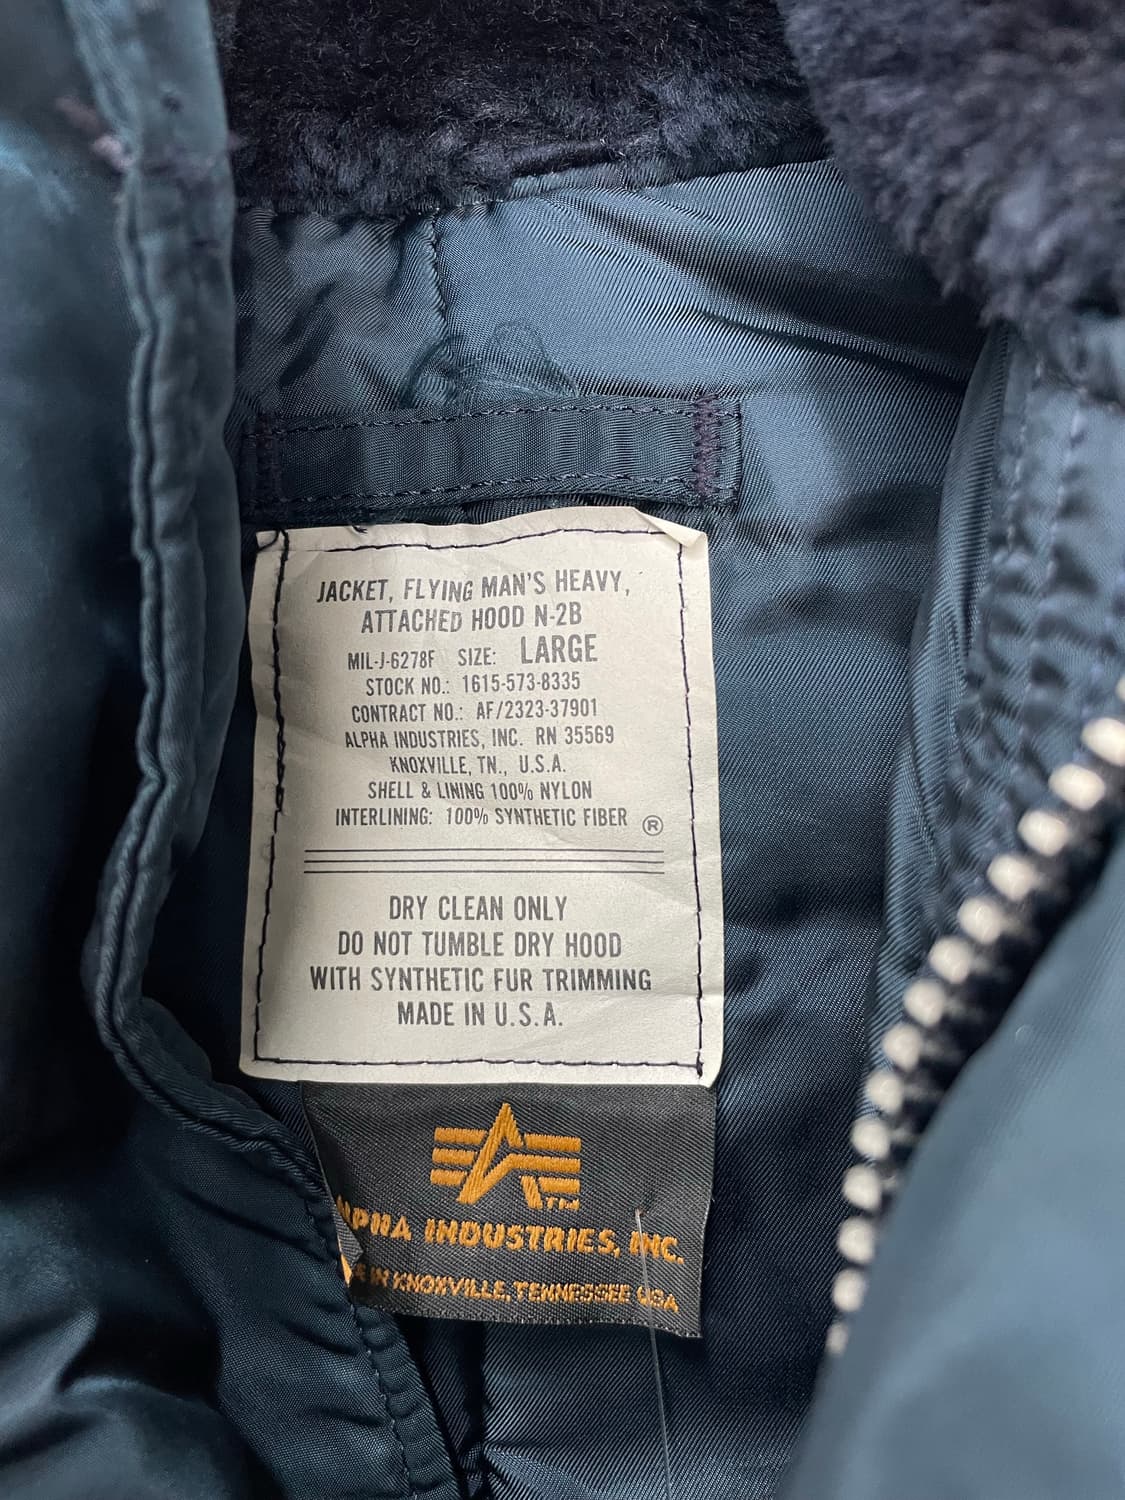 JACKET, FLYING MAN'S HEAVY,
ATTACHED HOOD N-2B
MIL-J-6278F SIZE: LARGE
STOCK NO.: 1615-573-8335
CONTRACT NO.: AF/2323-37901
ALPHA INDUSTRIES, INC. RN 35569
KNOXVILLE, TN., U.S.A.
SHELL & LINING 100% NYLON
INTERLINING: 100% SYNTHETIC FIBER ®
DRY CLEAN ONLY
DO NOT TUMBLE DRY HOOD
WITH SYNTHETIC FUR TRIMMING
MADE IN U.S.A.
TM
ALPHA INDUSTRIES, INC.
IN KNOXVILLE, TENNESSEE USA